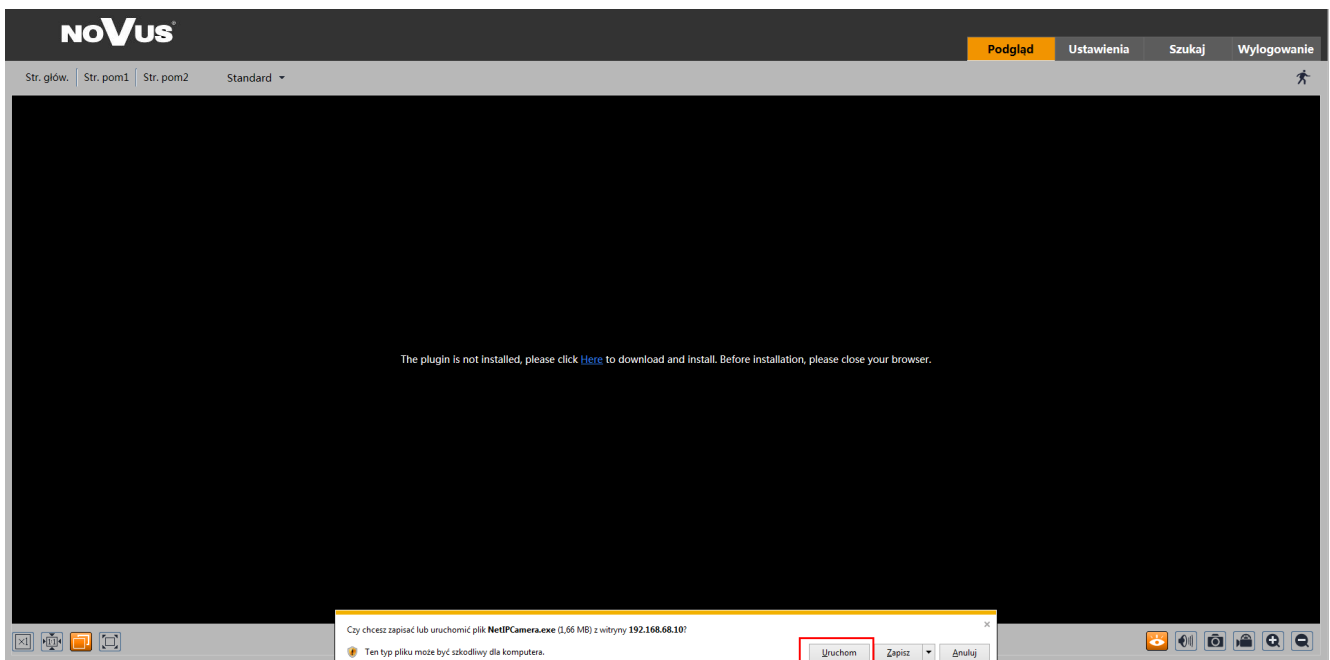 NOVUS®
Podgląd Ustawienia Szukaj Wylogowanie
Str. główn. Str. pom1 Str. pom2 Standard
The plugin is not installed, please click Here to download and install. Before installation, please close your browser.
Czy chcesz zapisać lub uruchomić plik NetIPCamera.exe (1,66 MB) z witryny 192.168.68.10?
Ten typ pliku może być szkodliwy dla komputera.
Uruchom Zapisz Anuluj